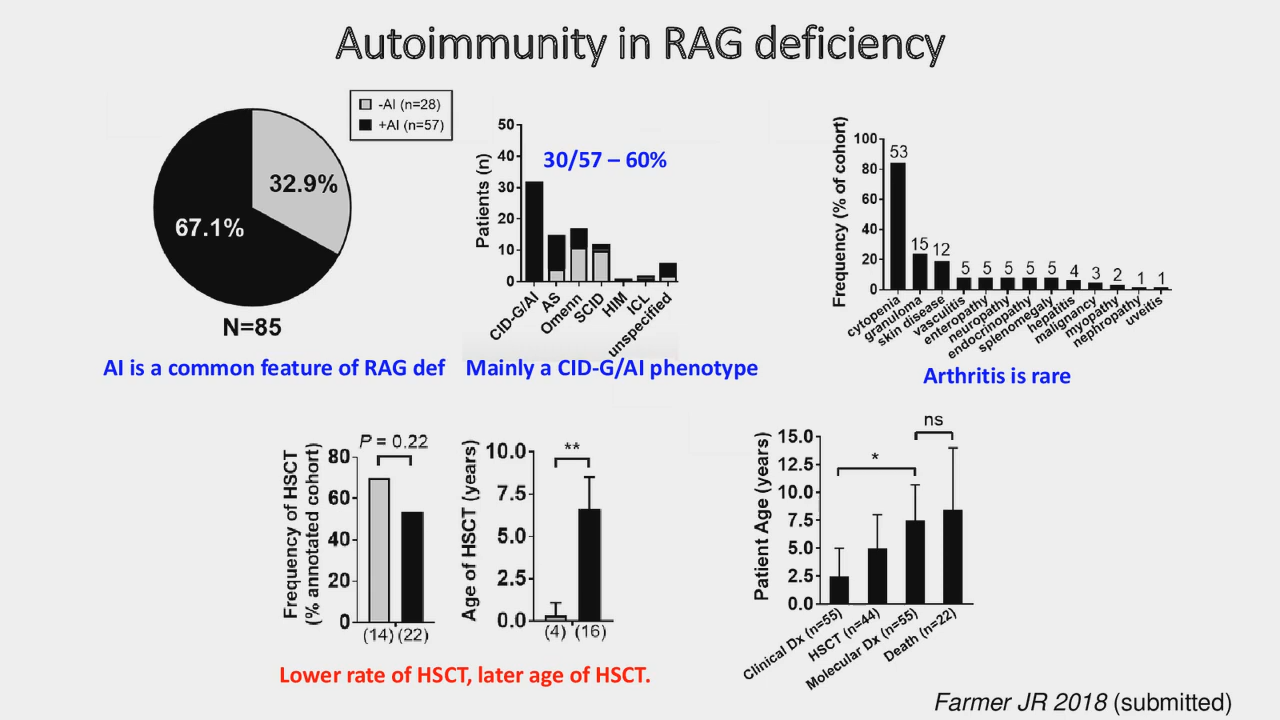 Autoimmunity in RAG deficiency
-AI (n=28)
+AI (n=57)
32.9%
67.1%
N=85
AI is a common feature of RAG def
Patients (n)
50
40
30
20
10
0
30/57 – 60%
CID-G/AI
AS
Omenn
SCID
HIM
ICL
unspecified
Mainly a CID-G/AI phenotype
Frequency (% of cohort)
100
80
60
40
20
0
53
15
12
5
5
5
5
5
4
3
2
1
1
cytopenia
granuloma
skin disease
vasculitis
enteropathy
neuropathy
endocrinopathy
splenomegaly
hepatitis
malignancy
myopathy
nephropathy
uveitis
Arthritis is rare
Frequency of HSCT
(% annotated cohort)
80
60
40
20
0
P = 0.22
(14) (22)
Age of HSCT (years)
10.0
7.5
5.0
2.5
0.0
**
(4) (16)
Lower rate of HSCT, later age of HSCT.
Patient Age (years)
15.0
12.5
10.0
7.5
5.0
2.5
0.0
*
ns
Clinical Dx (n=55)
HSCT (n=44)
Molecular Dx (n=55)
Death (n=22)
Farmer JR 2018 (submitted)